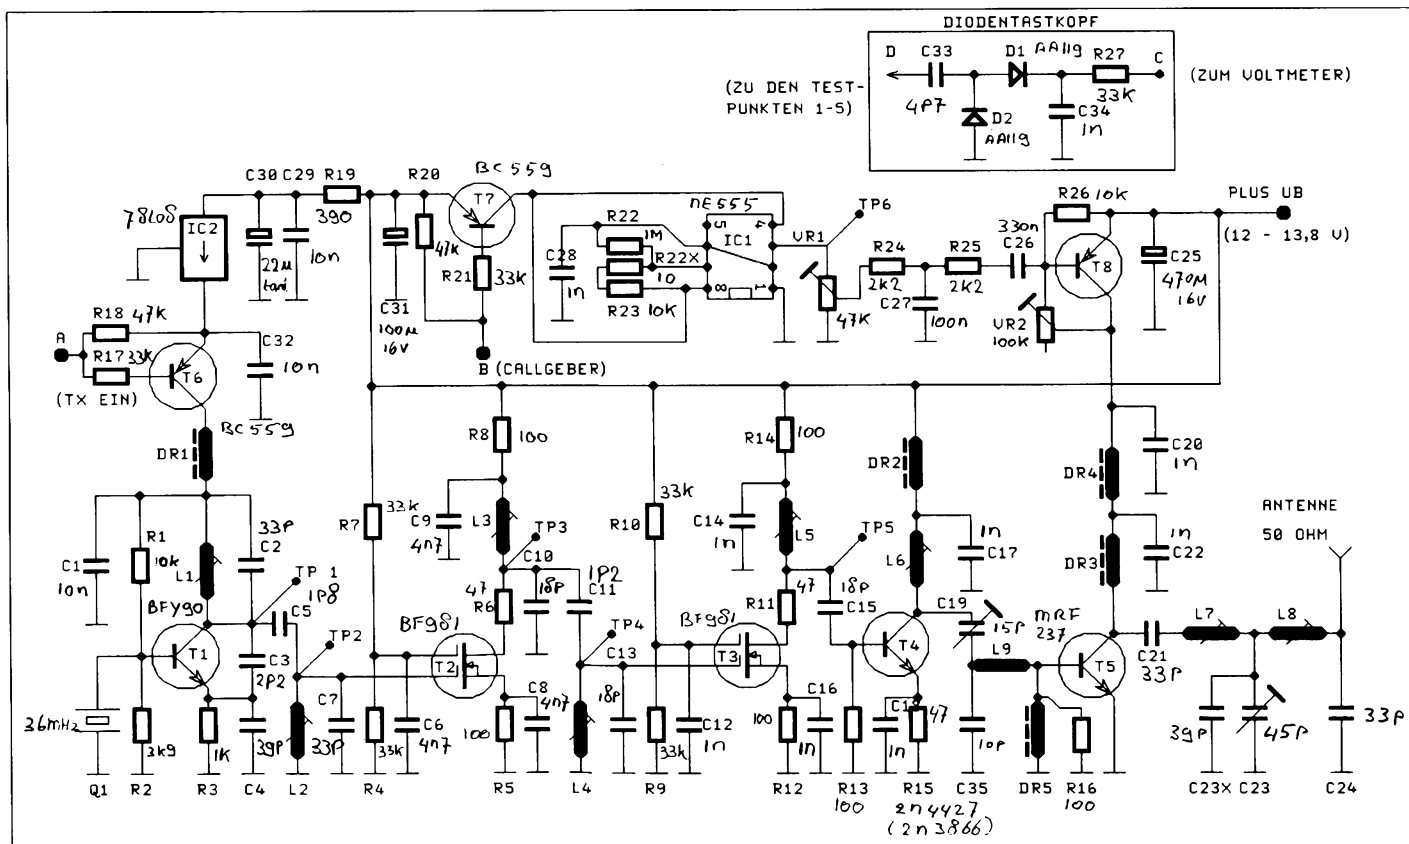 DIODENTASTKOPF
D C33 D1 AA119 R27 C
(ZU DEN TEST-
PUNKTEN 1-5)
4P7
D2
AA119
C34
1n
33K
(ZUM VOLTMETER)
C30 C29 R19 R20 BC559
78L08
IC2
390
22µ
10n
T7
47K
R21 33K
C31
100µ
16V
NE555
R22
1M
R22X
10
R23 10K
C28
1n
5 4
IC1
8 1
VR1
TP6
47K
R24
2K2
R25
2K2
C27
100n
330n
C26
R26 10K
T8
VR2
100K
PLUS UB
(12 - 13,8 V)
C25
470M
16V
R18 47K
A
R17 33K
T6
C32
10n
(TX EIN)
BC559
B (CALLGEBER)
DR1
R8 100
R14 100
DR2
DR4
C20
1n
ANTENNE
50 OHM
C1
10n
R1
10K
L1
33P
C2
TP 1
1P8
C5
BFY90
T1
C3
2P2
TP2
R7
33K
C9
4n7
L3
TP3
C10
18P
47
R6
1P2
C11
BF981
T2
TP4
R10
33K
C14
1n
L5
TP5
47
R11
18P
C15
BF981
T3
C13
18P
L6
1n
C17
DR3
1n
C22
T4
C19
15P
L9
MRF
237
T5
C21
33P
L7 L8
36MHz
3K9
1K
39P
C7
33P
33K
C6
4n7
100
C8
4n7
33K
C12
1n
100
C16
1n
1n
47
10P
39P
45P
33P
Q1 R2 R3 C4 L2 R4 R5 L4 R9 R12 R13 R15 C35 DR5 R16 C23X C23 C24
100
2n4427
(2n3866)
100